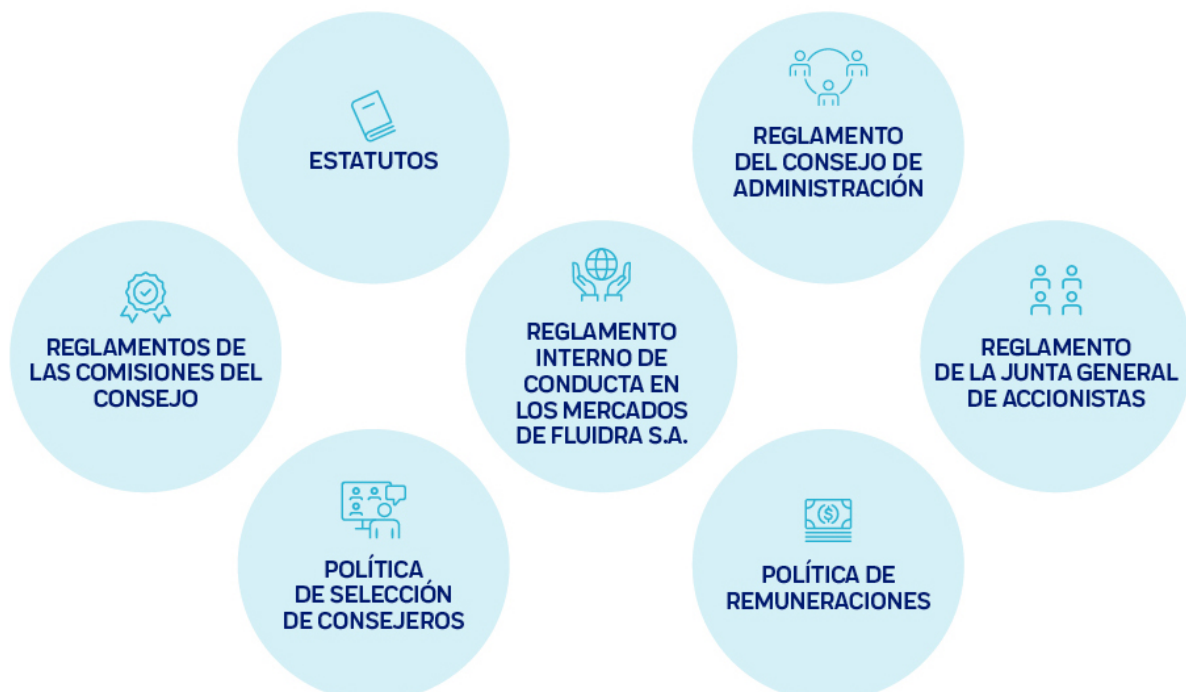 ESTATUTOS
REGLAMENTO
DEL CONSEJO DE
ADMINISTRACIÓN
REGLAMENTOS DE
LAS COMISIONES DEL
CONSEJO
REGLAMENTO
INTERNO DE
CONDUCTA EN
LOS MERCADOS
DE FLUIDRA S.A.
REGLAMENTO
DE LA JUNTA GENERAL
DE ACCIONISTAS
POLÍTICA
DE SELECCIÓN
DE CONSEJEROS
POLÍTICA DE
REMUNERACIONES